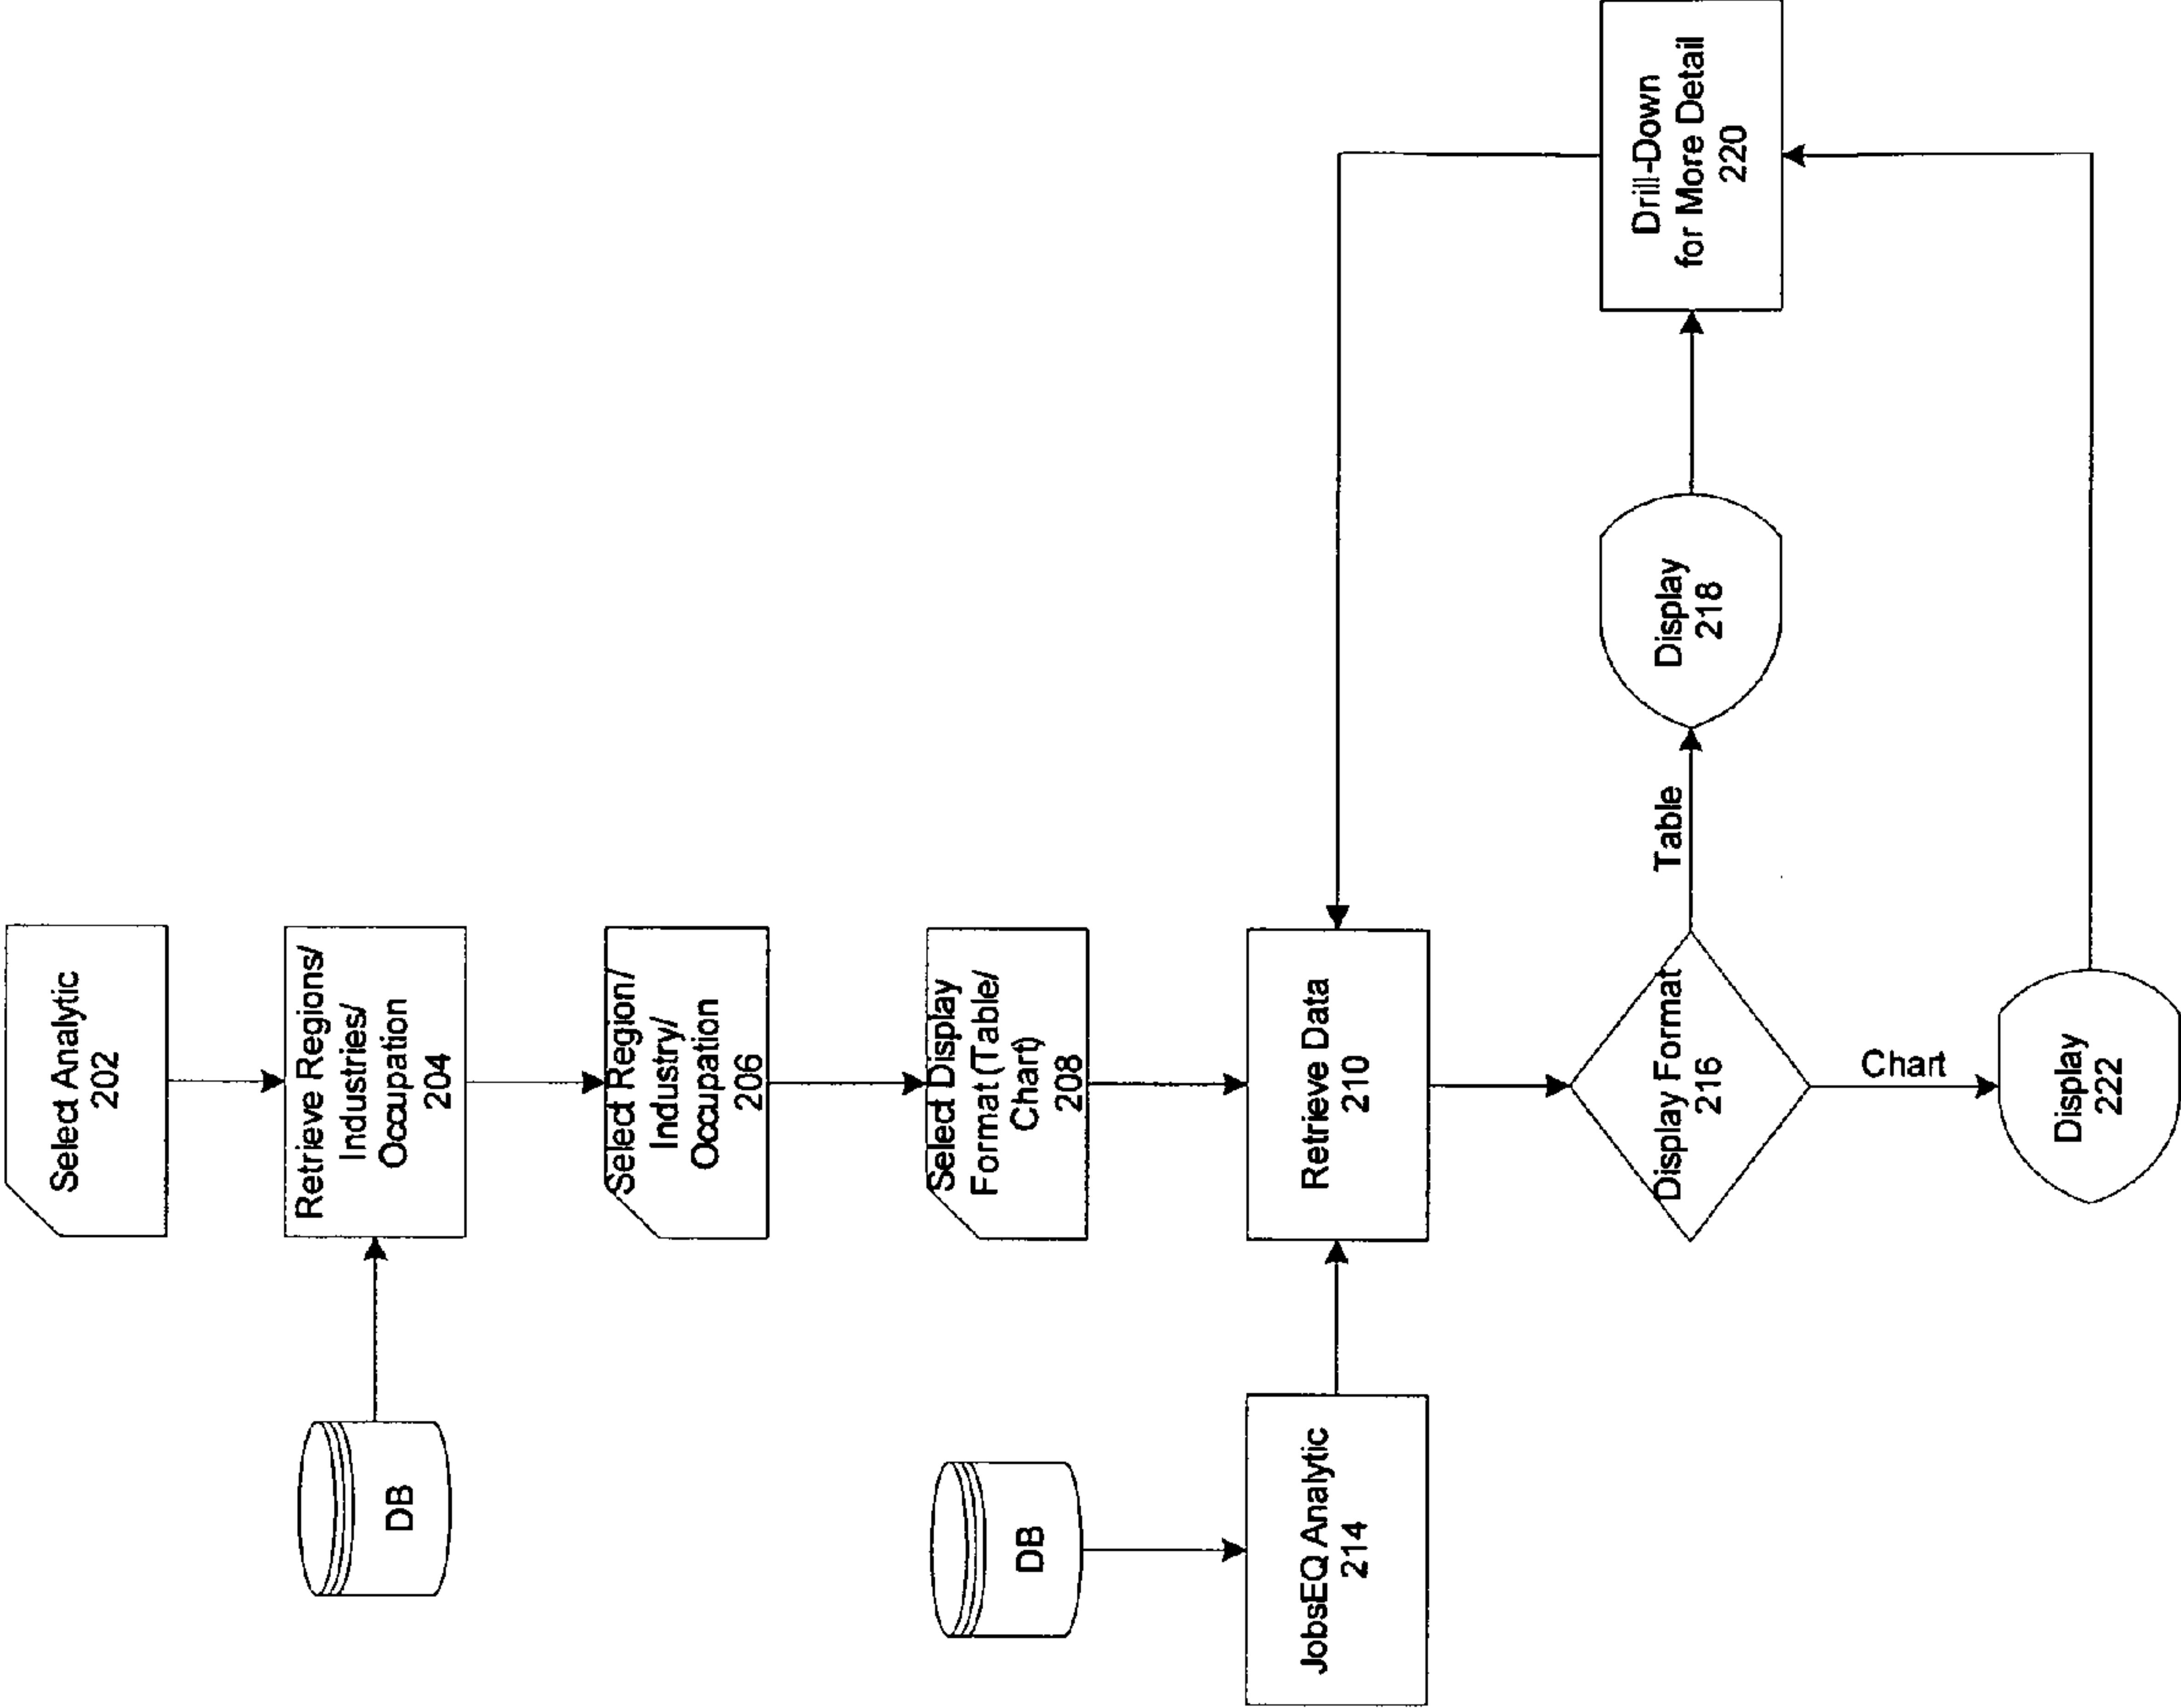 Select Analytic
202
Retrieve Regions/
Industries/
Occupation
204
DB
Select Region/
Industry/
Occupation
206
Select Display
Format (Table/
Chart)
208
DB
Retrieve Data
210
JobsEQ Analytic
214
Display Format
216
Table
Display
218
Drill-Down
for More Detail
220
Chart
Display
222